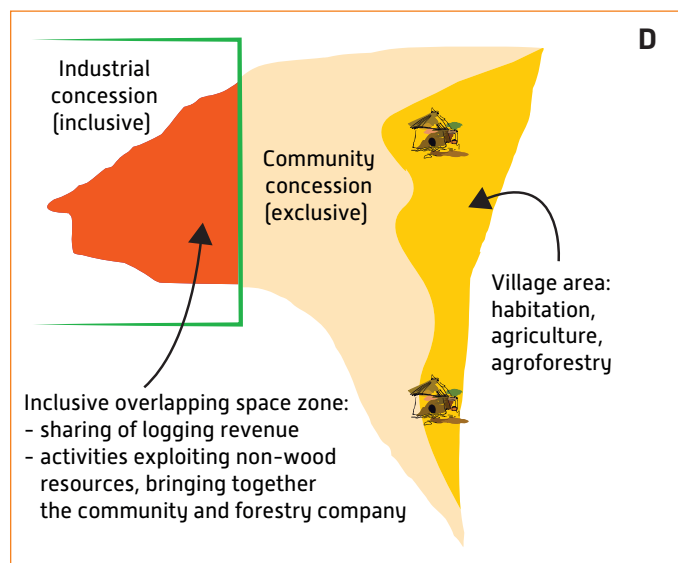 D
Industrial
concession
(inclusive)
Community
concession
(exclusive)
Village area:
habitation,
agriculture,
agroforestry
Inclusive overlapping space zone:
- sharing of logging revenue
- activities exploiting non-wood
resources, bringing together
the community and forestry company